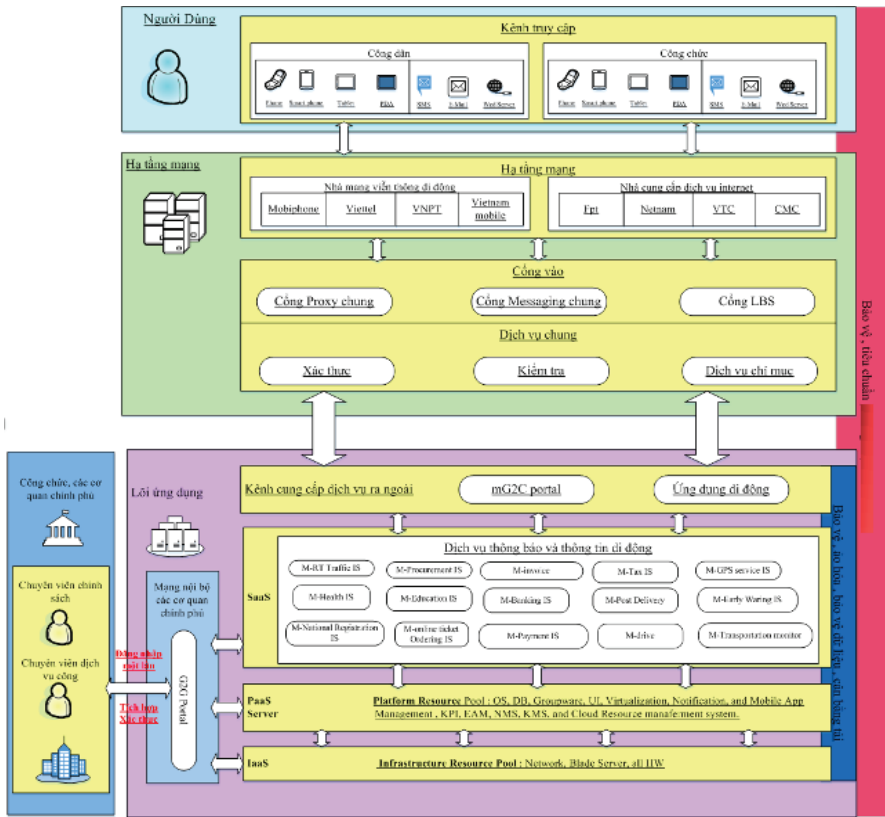 Người Dùng
Kênh truy cập
Công dân
Công chức
Phone
Smart phone
Tablet
PDA
SMS
E-Mail
Phone
Smart phone
Tablet
PDA
SMS
E-Mail
Hạ tầng mạng
Hạ tầng mạng
Nhà mạng viễn thông di động
Nhà cung cấp dịch vụ internet
Mobiphone
Viettel
VNPT
Vietnam
mobile
Fpt
Netnam
VTC
CMC
Cổng vào
Cổng Proxy chung
Cổng Messaging chung
Cổng LBS
Dịch vụ chung
Xác thực
Kiểm tra
Dịch vụ chỉ mục
Bảo vệ , tiêu chuẩn
Công chức, các cơ
quan chính phủ
Chuyên viên chính
sách
Chuyên viên dịch
vụ công
Đăng nhập
một lần
Tích hợp
Xác thực
Lõi ứng dụng
Mạng nội bộ
các cơ quan
chính phủ
G2G Portal
Kênh cung cấp dịch vụ ra ngoài
mG2C portal
Ứng dụng di động
SaaS
Dịch vụ thông báo và thông tin di động
M-RT Traffic IS
M-Procurement IS
M-invoice
M-Tax IS
M-GPS service IS
M-Health IS
M-Education IS
M-Banking IS
M-Post Delivery
M-Early Waring IS
M-National Registration
IS
M-online ticket
Ordering IS
M-Payment IS
M-drive
M-Transportation monitor
PaaS
Server
Platform Resource Pool : OS, DB, Groupware, UI, Virtualization, Notification, and Mobile App
Management , KPI, EAM, NMS, KMS, and Cloud Resource manaferment system.
IaaS
Infrastructure Resource Pool : Network, Blade Server, all HW
Bảo vệ , ảo hóa , bảo vệ dữ liệu , cân bằng tải